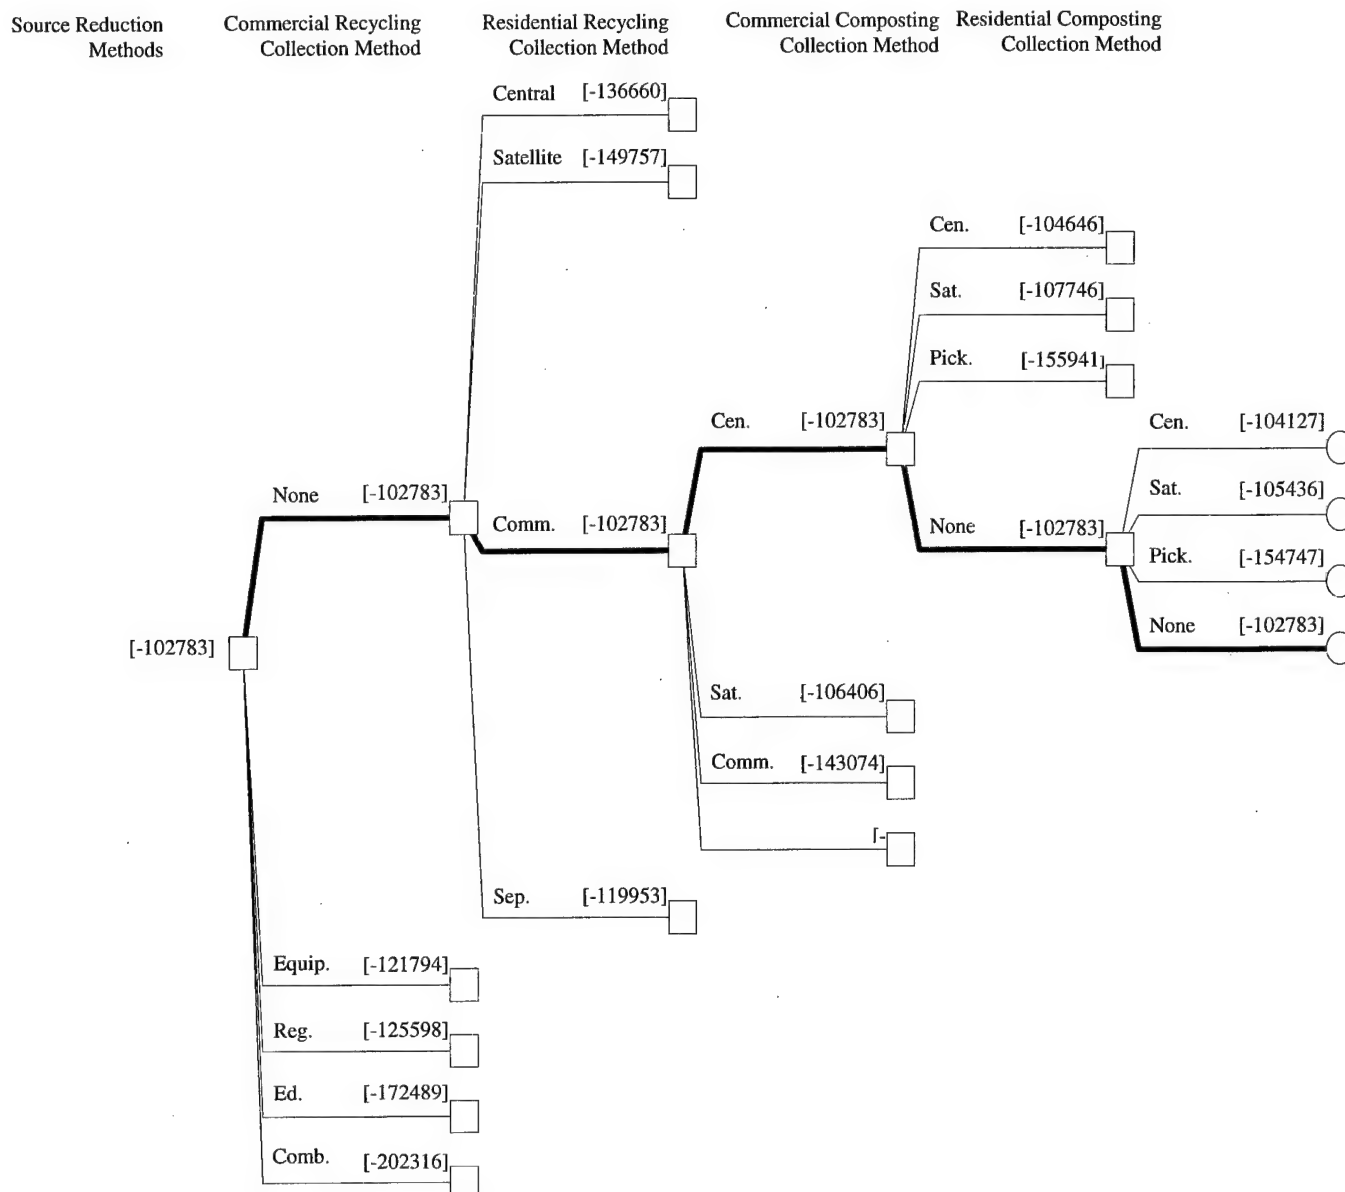 Source Reduction
Methods
Commercial Recycling
Collection Method
Residential Recycling
Collection Method
Commercial Composting
Collection Method
Residential Composting
Collection Method
Central [-136660]
Satellite [-149757]
Cen. [-104646]
Sat. [-107746]
Pick. [-155941]
Cen. [-102783]
Cen. [-104127]
None [-102783]
Sat. [-105436]
Comm. [-102783]
None [-102783]
Pick. [-154747]
None [-102783]
[-102783]
Sat. [-106406]
Comm. [-143074]
[-
Sep. [-119953]
Equip. [-121794]
Reg. [-125598]
Ed. [-172489]
Comb. [-202316]